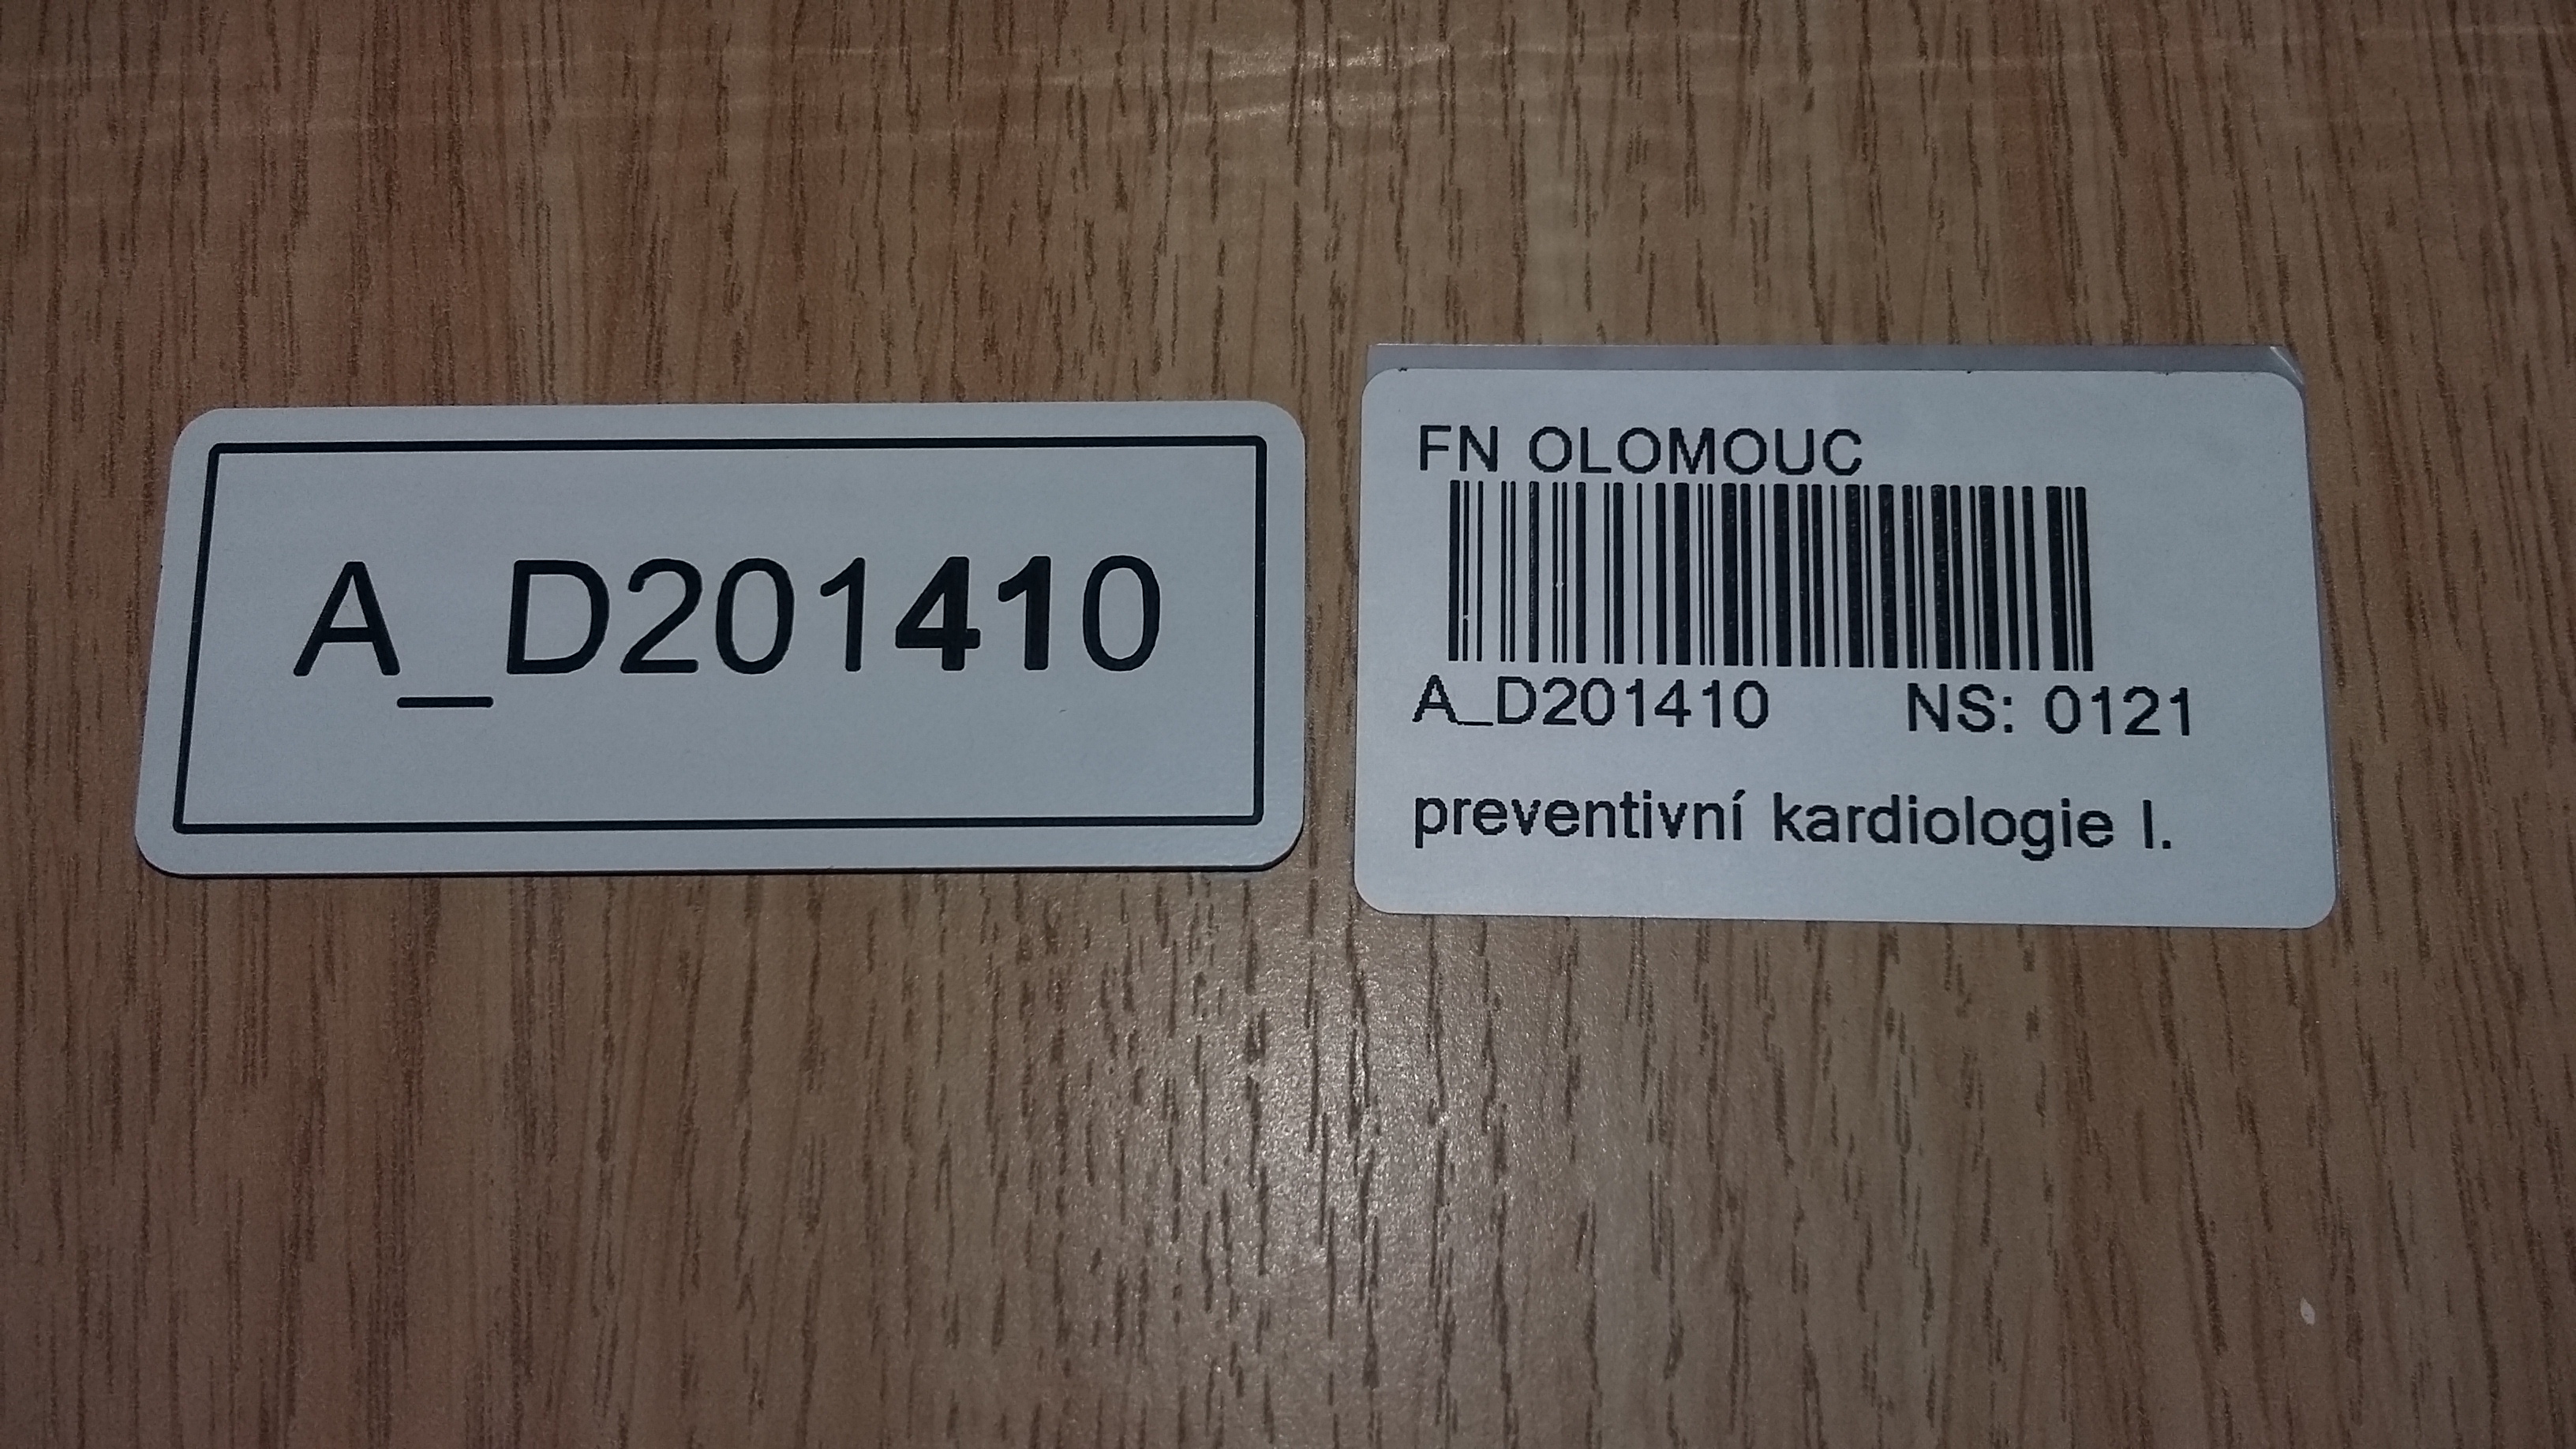 A_D201410
FN OLOMOUC
A_D201410 NS: 0121
preventivní kardiologie I.